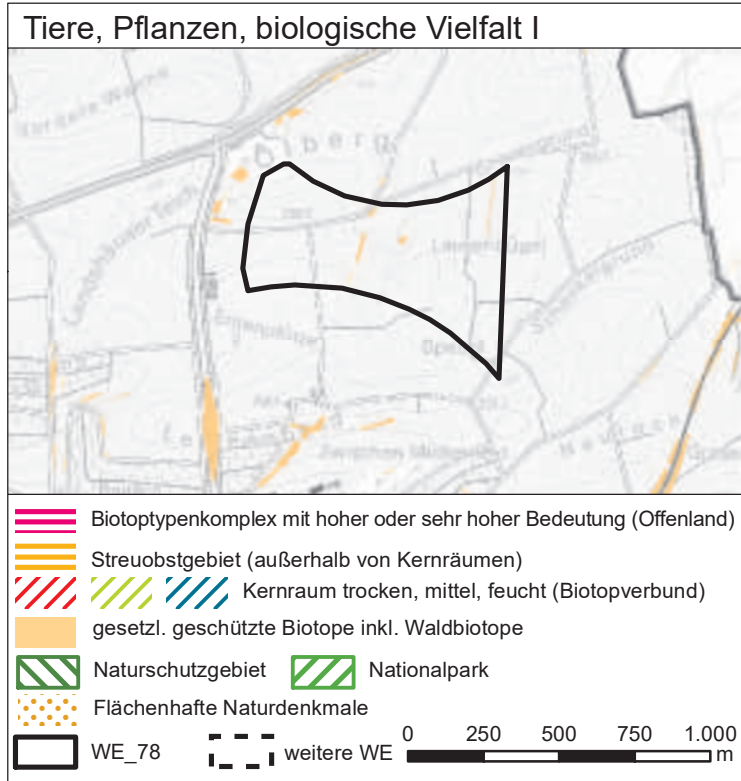 Tiere, Pflanzen, biologische Vielfalt I
Biotoptypenkomplex mit hoher oder sehr hoher Bedeutung (Offenland)
Streuobstgebiet (außerhalb von Kernräumen)
Kernraum trocken, mittel, feucht (Biotopverbund)
gesetzl. geschützte Biotope inkl. Waldbiotope
Naturschutzgebiet Nationalpark
Flächenhafte Naturdenkmale
WE_78 weitere WE 0 250 500 750 1.000
m